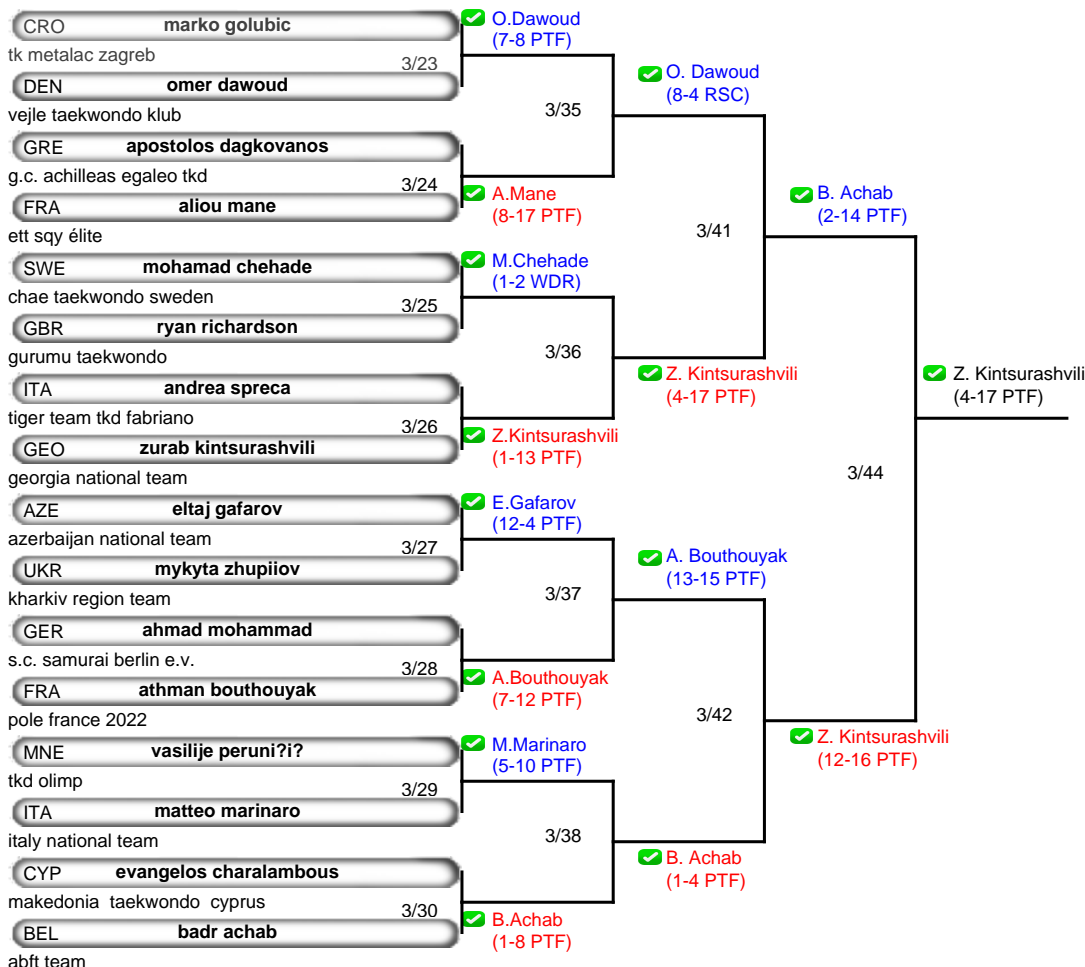 CRO marko golubic
tk metalac zagreb
3/23
DEN omer dawoud
vejle taekwondo klub
GRE apostolos dagkovanos
g.c. achilleas egaleo tkd
3/24
FRA aliou mane
ett sqy élite
SWE mohamad chehade
chae taekwondo sweden
3/25
GBR ryan richardson
gurumu taekwondo
ITA andrea spreca
tiger team tkd fabriano
3/26
GEO zurab kintsurashvili
georgia national team
AZE eltaj gafarov
azerbaijan national team
3/27
UKR mykyta zhupiiov
kharkiv region team
GER ahmad mohammad
s.c. samurai berlin e.v.
3/28
FRA athman bouthouyak
pole france 2022
MNE vasilije peruni?i?
tkd olimp
3/29
ITA matteo marinaro
italy national team
CYP evangelos charalambous
makedonia taekwondo cyprus
3/30
BEL badr achab
abft team
O.Dawoud
(7-8 PTF)
3/35
A.Mane
(8-17 PTF)
M.Chehade
(1-2 WDR)
3/36
Z.Kintsurashvili
(1-13 PTF)
E.Gafarov
(12-4 PTF)
3/37
A.Bouthouyak
(7-12 PTF)
M.Marinaro
(5-10 PTF)
3/38
B.Achab
(1-8 PTF)
O. Dawoud
(8-4 RSC)
3/41
Z. Kintsurashvili
(4-17 PTF)
A. Bouthouyak
(13-15 PTF)
3/42
B. Achab
(1-4 PTF)
B. Achab
(2-14 PTF)
3/44
Z. Kintsurashvili
(12-16 PTF)
Z. Kintsurashvili
(4-17 PTF)